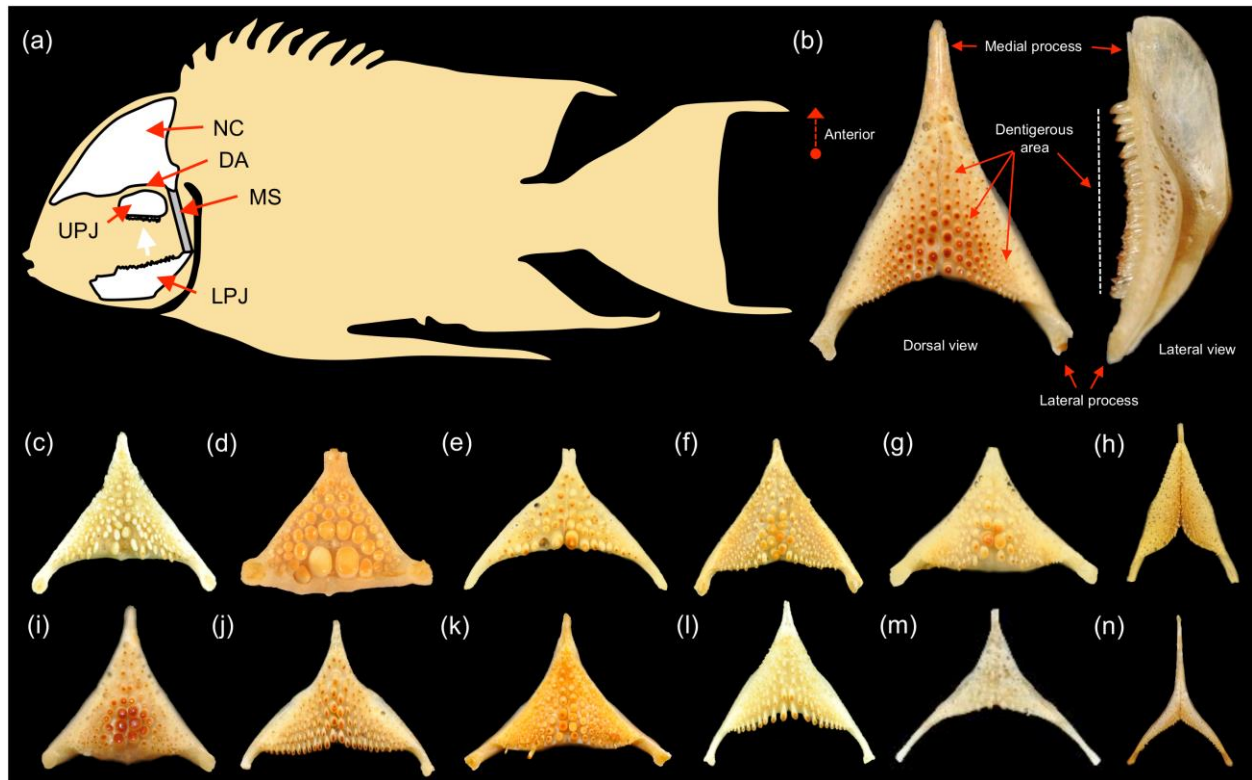 (a)
NC
DA
MS
UPJ
LPJ
(b)
Medial process
Anterior
Dentigerous
area
Dorsal view
Lateral view
Lateral process
(c)
(d)
(e)
(f)
(g)
(h)
(i)
(j)
(k)
(l)
(m)
(n)